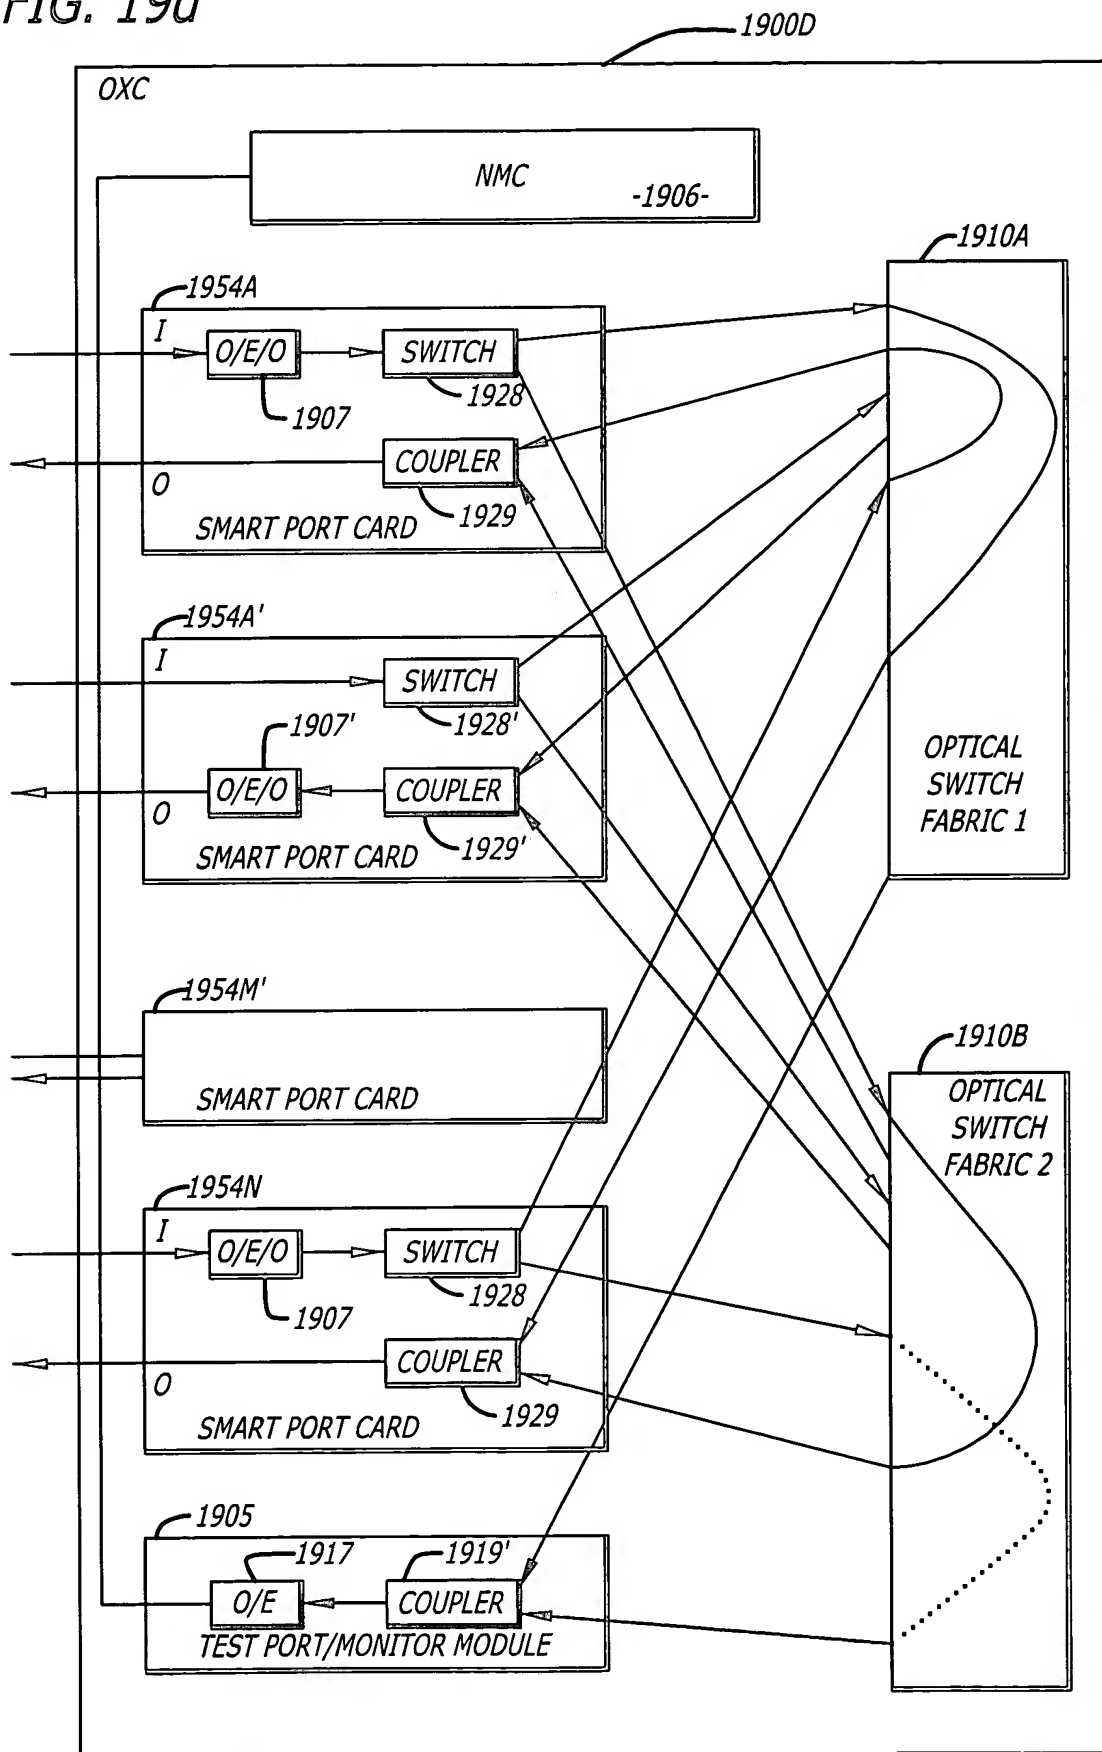 FIG. 19d
1900D
OXC
NMC
-1906-
1910A
1954A
I
O/E/O
SWITCH
1928
1907
COUPLER
O
1929
SMART PORT CARD
1954A'
I
SWITCH
1928'
1907'
OPTICAL
SWITCH
FABRIC 1
O/E/O
COUPLER
O
1929'
SMART PORT CARD
1954M'
SMART PORT CARD
1910B
OPTICAL
SWITCH
FABRIC 2
1954N
I
O/E/O
SWITCH
1928
1907
COUPLER
O
1929
SMART PORT CARD
1905
1917
1919'
O/E
COUPLER
TEST PORT/MONITOR MODULE